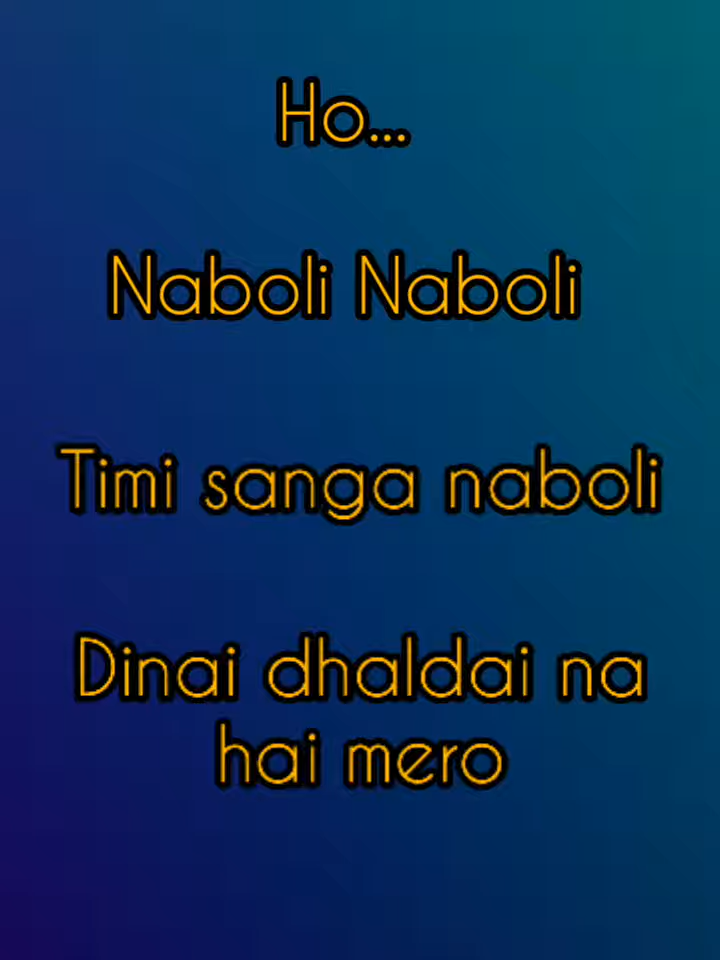 Ho...
Naboli Naboli
Timi sanga naboli
Dinai dhaldai na
hai mero